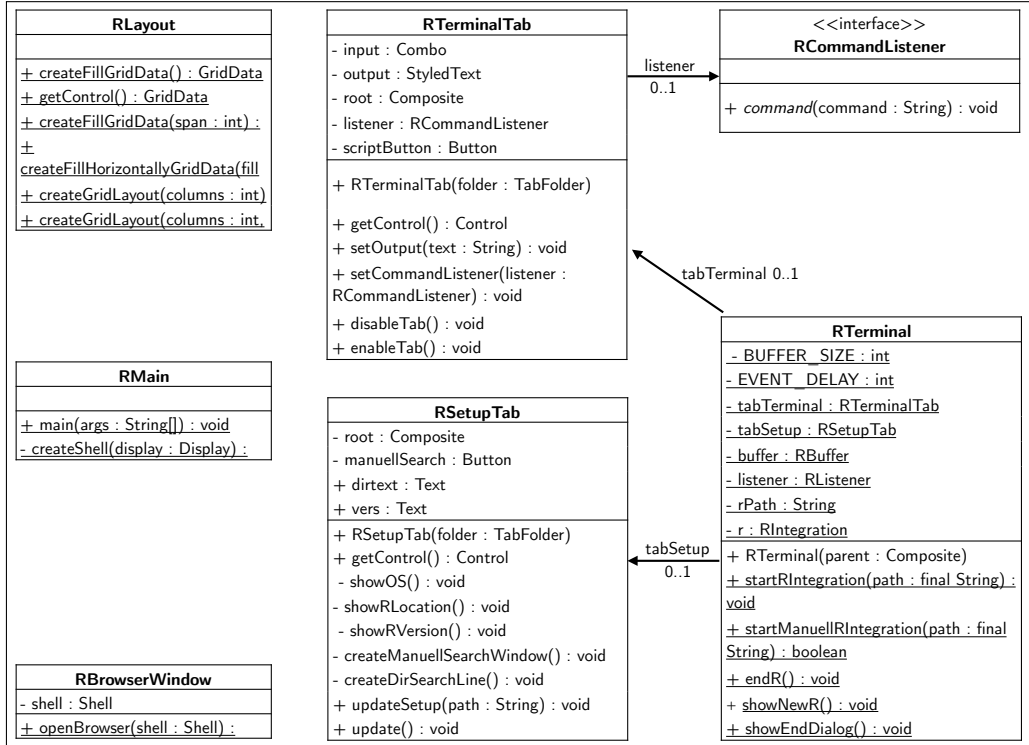 RLayout
+ createFillGridData() : GridData
+ getControl() : GridData
+ createFillGridData(span : int) :
+
createFillHorizontallyGridData(fill
+ createGridLayout(columns : int)
+ createGridLayout(columns : int,
RTerminalTab
- input : Combo
- output : StyledText
- root : Composite
- listener : RCommandListener
- scriptButton : Button
+ RTerminalTab(folder : TabFolder)
+ getControl() : Control
+ setOutput(text : String) : void
+ setCommandListener(listener :
RCommandListener) : void
+ disableTab() : void
+ enableTab() : void
listener
0..1
<<interface>>
RCommandListener
+ command(command : String) : void
tabTerminal 0..1
RMain
+ main(args : String[]) : void
- createShell(display : Display) :
RSetupTab
- root : Composite
- manuellSearch : Button
+ dirtext : Text
+ vers : Text
+ RSetupTab(folder : TabFolder)
+ getControl() : Control
- showOS() : void
- showRLocation() : void
- showRVersion() : void
- createManuellSearchWindow() : void
- createDirSearchLine() : void
+ updateSetup(path : String) : void
+ update() : void
tabSetup
0..1
RTerminal
- BUFFER_SIZE : int
- EVENT_DELAY : int
- tabTerminal : RTerminalTab
- tabSetup : RSetupTab
- buffer : RBuffer
- listener : RListener
- rPath : String
- r : RIntegration
+ RTerminal(parent : Composite)
+ startRIntegration(path : final String) :
void
+ startManuellRIntegration(path : final
String) : boolean
+ endR() : void
+ showNewR() : void
+ showEndDialog() : void
RBrowserWindow
- shell : Shell
+ openBrowser(shell : Shell) :